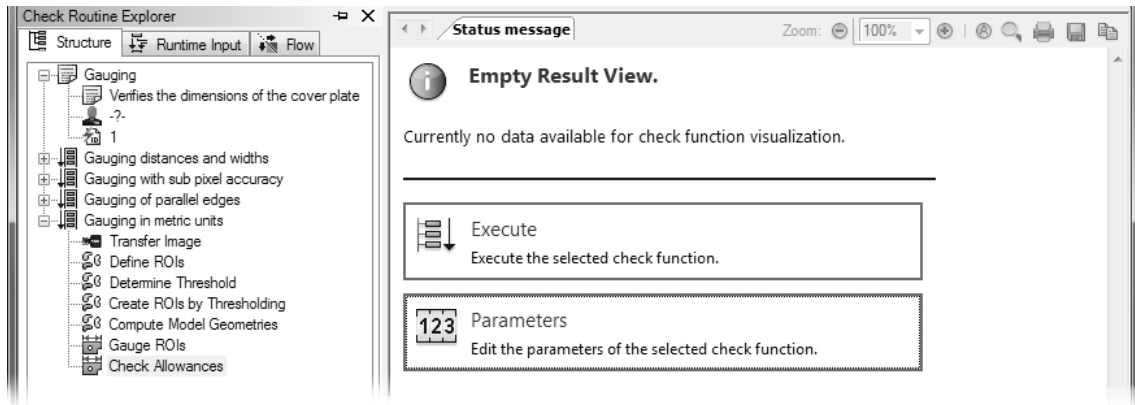 Check Routine Explorer
Structure Runtime Input Flow
Gauging
Verifies the dimensions of the cover plate
-?-
ID 1
Gauging distances and widths
Gauging with sub pixel accuracy
Gauging of parallel edges
Gauging in metric units
Transfer Image
Define ROIs
Determine Threshold
Create ROIs by Thresholding
Compute Model Geometries
Gauge ROIs
Check Allowances
Status message Zoom: 100%
Empty Result View.
Currently no data available for check function visualization.
Execute
Execute the selected check function.
123 Parameters
Edit the parameters of the selected check function.